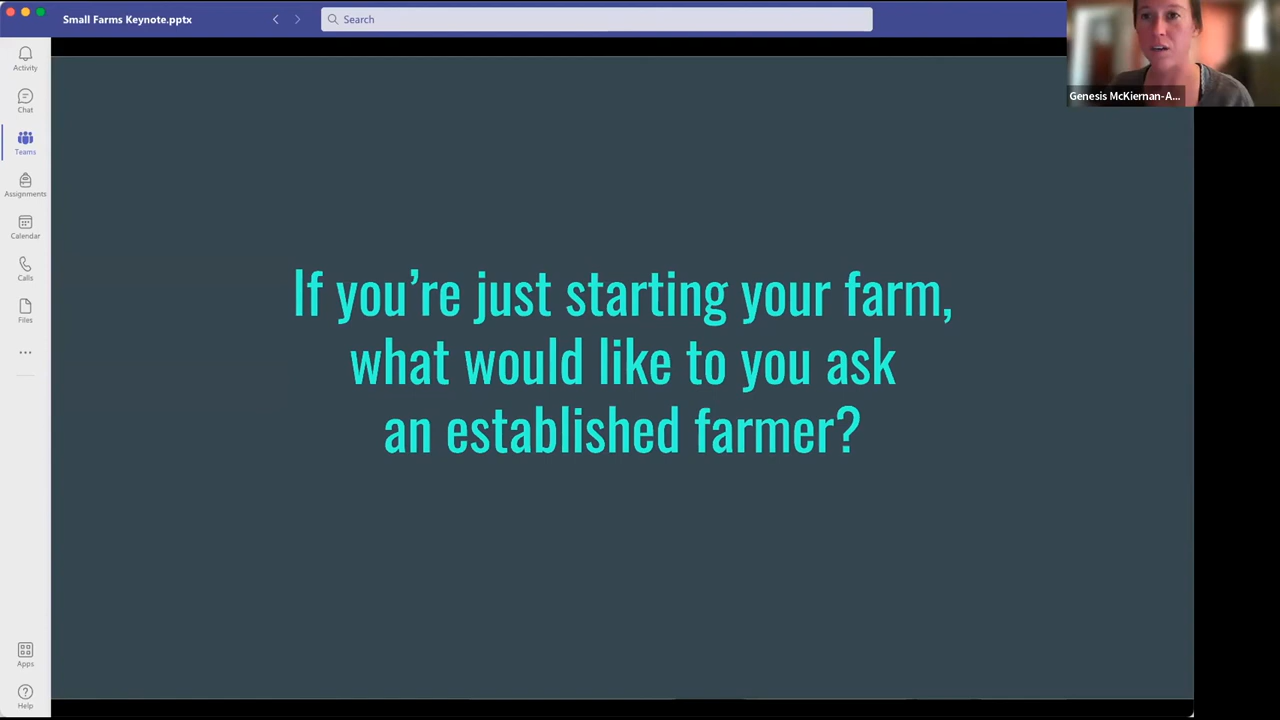 Small Farms Keynote.pptx
Search
Genesis McKiernan-A...
Activity
Chat
Teams
Assignments
Calendar
Calls
Files
If you’re just starting your farm,
what would like to you ask
an established farmer?
Apps
Help